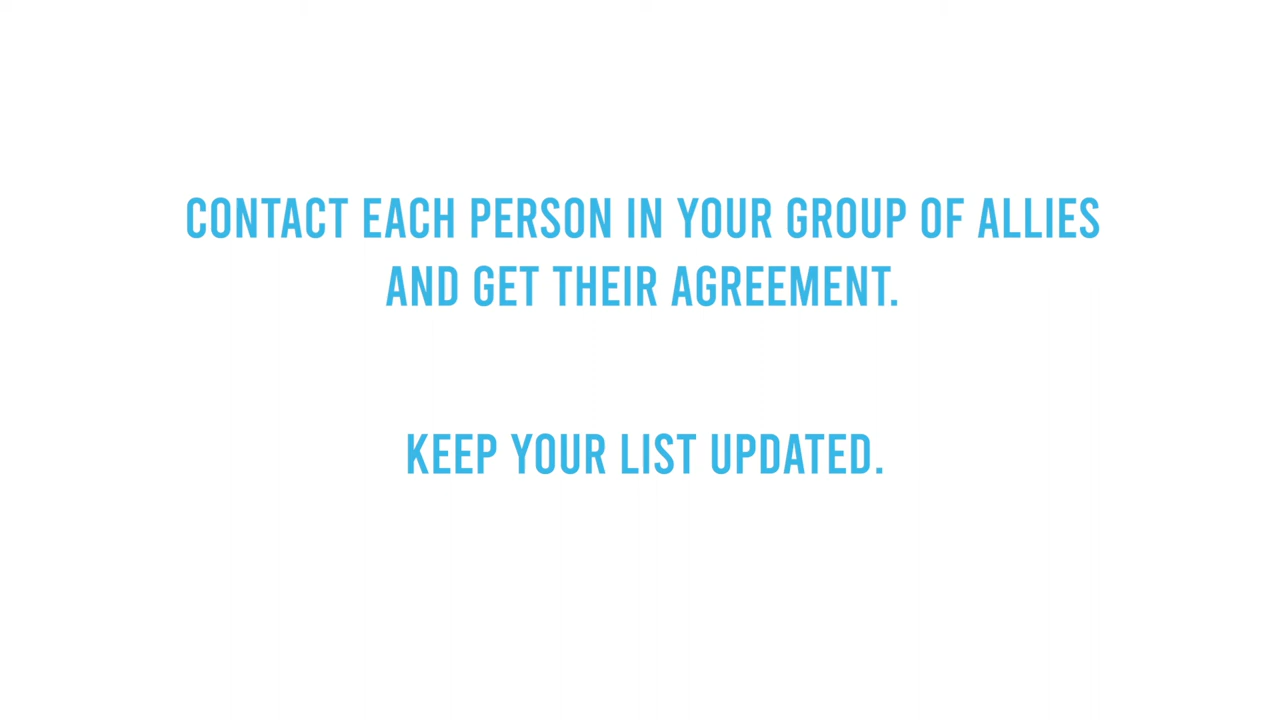 CONTACT EACH PERSON IN YOUR GROUP OF ALLIES
AND GET THEIR AGREEMENT.
KEEP YOUR LIST UPDATED.